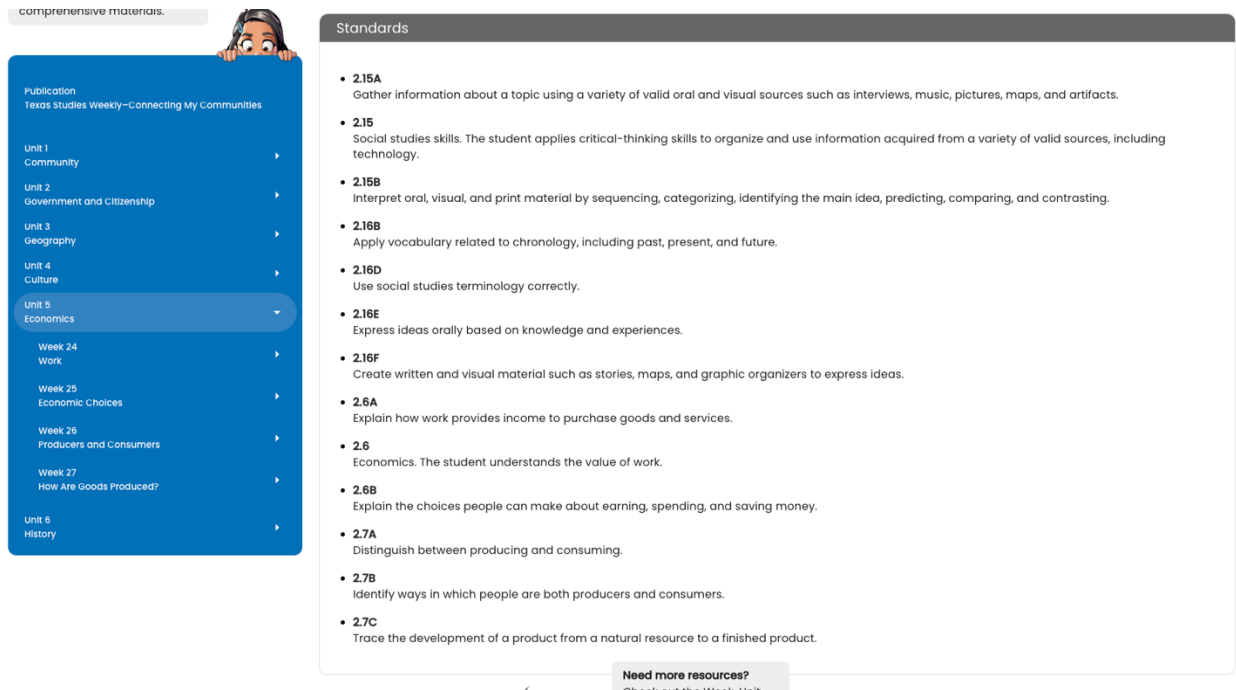 comprehensive materials.
Publication
Texas Studies Weekly–Connecting My Communities
Unit 1
Community
Unit 2
Government and Citizenship
Unit 3
Geography
Unit 4
Culture
Unit 5
Economics
Week 24
Work
Week 25
Economic Choices
Week 26
Producers and Consumers
Week 27
How Are Goods Produced?
Unit 6
History
Standards
2.15A
Gather information about a topic using a variety of valid oral and visual sources such as interviews, music, pictures, maps, and artifacts.
2.15
Social studies skills. The student applies critical-thinking skills to organize and use information acquired from a variety of valid sources, including
technology.
2.15B
Interpret oral, visual, and print material by sequencing, categorizing, identifying the main idea, predicting, comparing, and contrasting.
2.16B
Apply vocabulary related to chronology, including past, present, and future.
2.16D
Use social studies terminology correctly.
2.16E
Express ideas orally based on knowledge and experiences.
2.16F
Create written and visual material such as stories, maps, and graphic organizers to express ideas.
2.6A
Explain how work provides income to purchase goods and services.
2.6
Economics. The student understands the value of work.
2.6B
Explain the choices people can make about earning, spending, and saving money.
2.7A
Distinguish between producing and consuming.
2.7B
Identify ways in which people are both producers and consumers.
2.7C
Trace the development of a product from a natural resource to a finished product.
Need more resources?
Check out the Week Unit